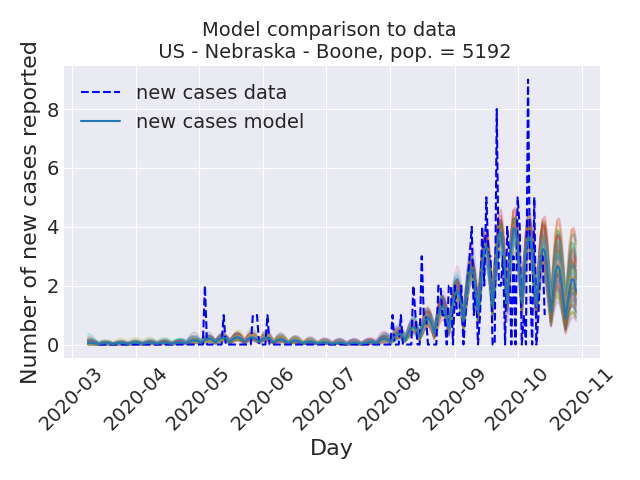 Model comparison to data
US - Nebraska - Boone, pop. = 5192
Number of new cases reported
new cases data
new cases model
8
6
4
2
0
2020-03
2020-04
2020-05
2020-06
2020-07
2020-08
2020-09
2020-10
2020-11
Day